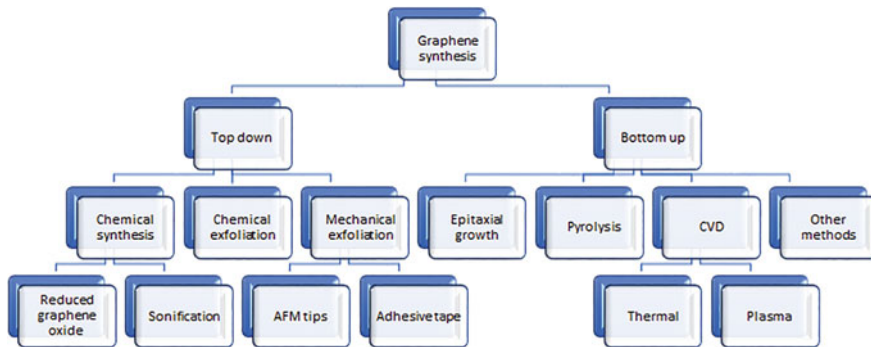 Graphene
synthesis
Top down
Bottom up
Chemical
synthesis
Chemical
exfoliation
Mechanical
exfoliation
Epitaxial
growth
Pyrolysis
CVD
Other
methods
Reduced
graphene
oxide
Sonification
AFM tips
Adhesive tape
Thermal
Plasma